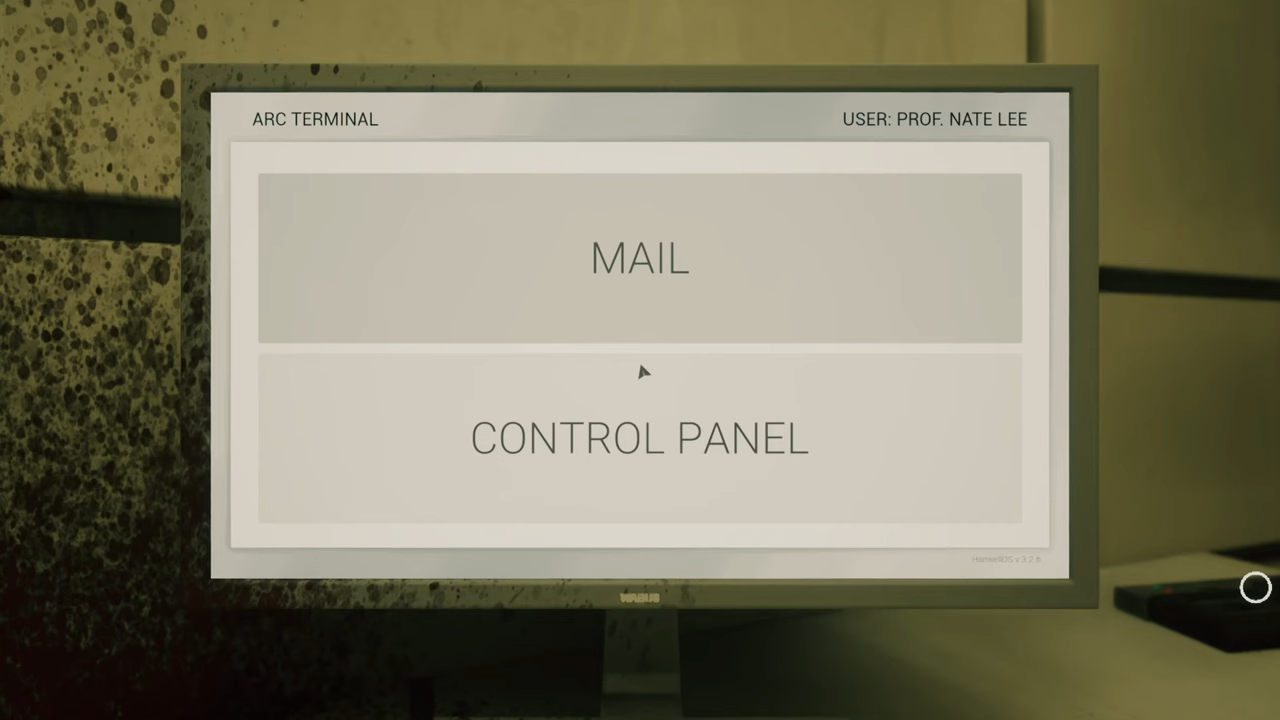 ARC TERMINAL
USER: PROF. NATE LEE
MAIL
CONTROL PANEL